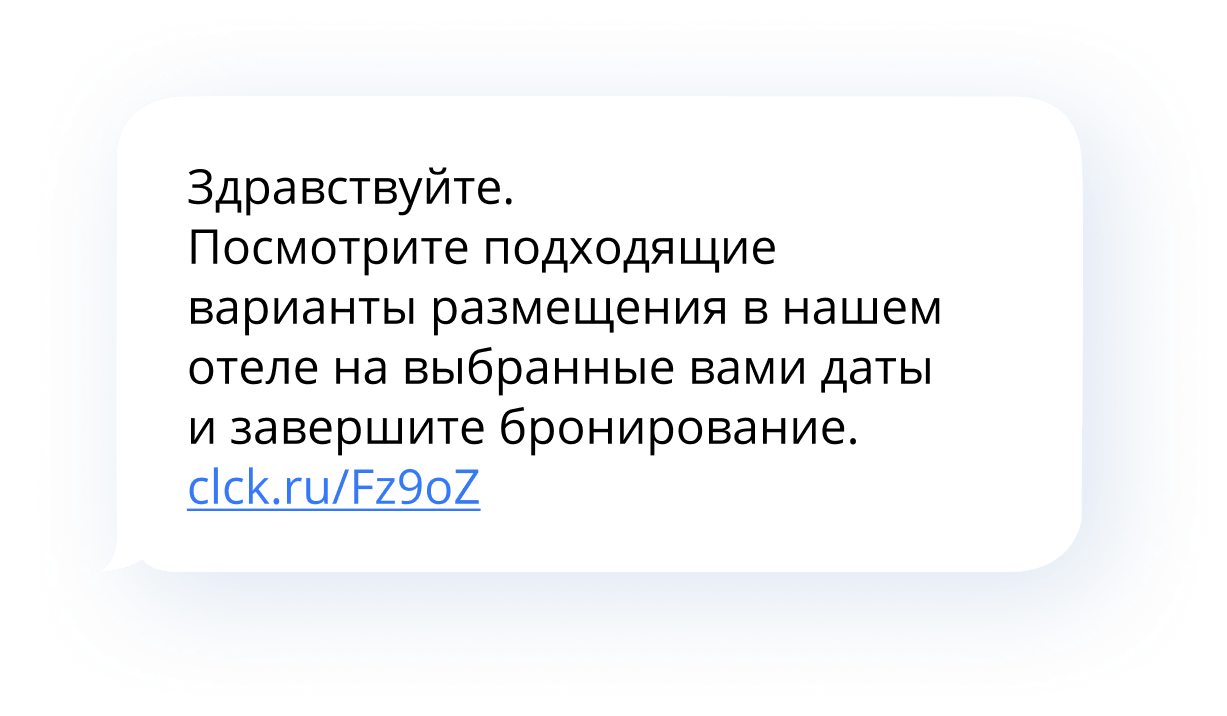 Здравствуйте.
Посмотрите подходящие
варианты размещения в нашем
отеле на выбранные вами даты
и завершите бронирование.
clck.ru/Fz9oZ